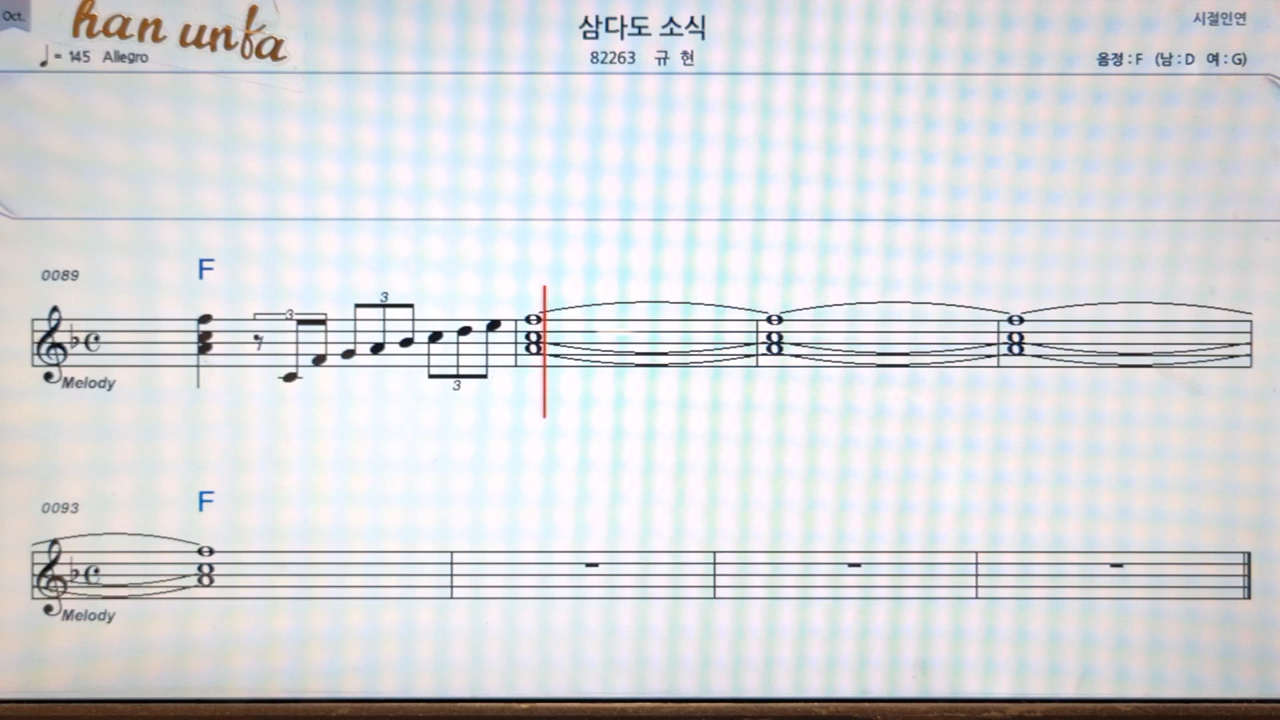 Oct.
han unfa
삼다도 소식
시절인연
♩= 145 Allegro
82263 규 현
음정 : F (남 : D 여 : G)
0089
F
3
3
3
Melody
0093
F
Melody